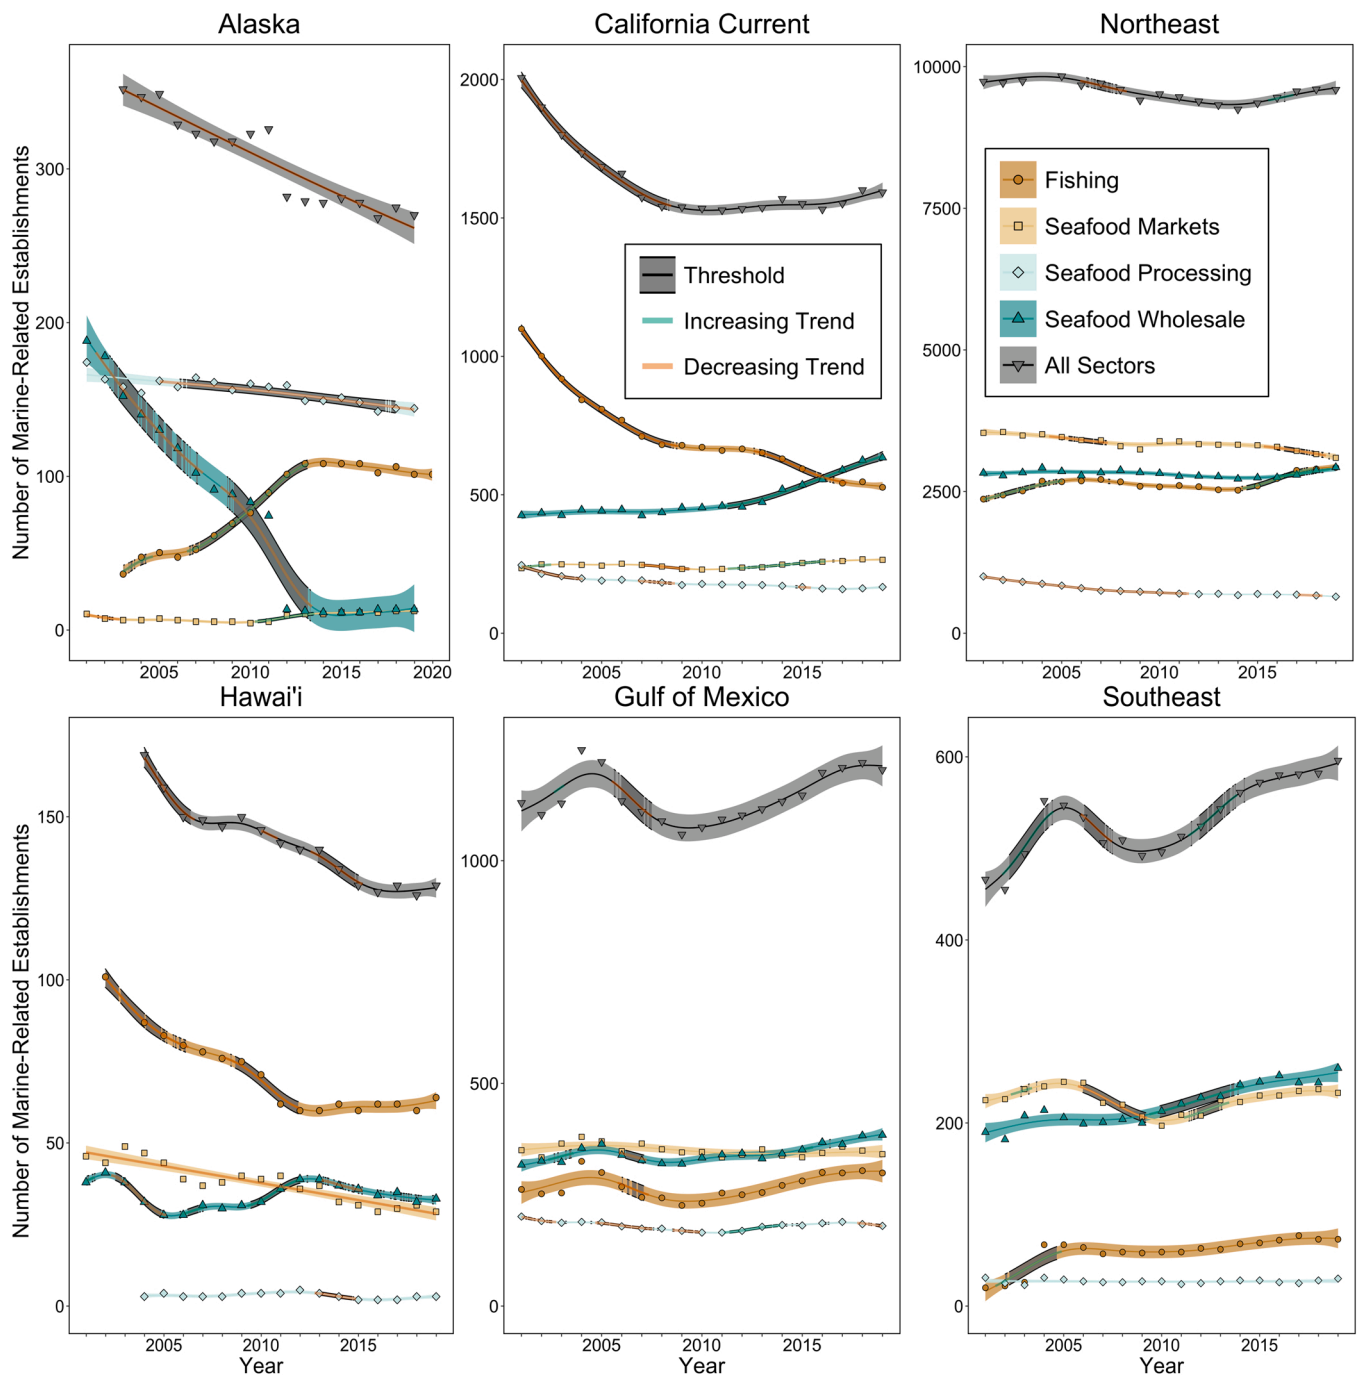 Alaska
California Current
Northeast
Number of Marine-Related Establishments
300
200
100
0
2005
2010
2015
2020
2000
1500
1000
500
0
2005
2010
2015
Threshold
Increasing Trend
Decreasing Trend
10000
7500
5000
2500
0
2005
2010
2015
Fishing
Seafood Markets
Seafood Processing
Seafood Wholesale
All Sectors
Hawai'i
Gulf of Mexico
Southeast
Number of Marine-Related Establishments
150
100
50
0
2005
2010
2015
Year
1000
500
0
2005
2010
2015
Year
600
400
200
0
2005
2010
2015
Year